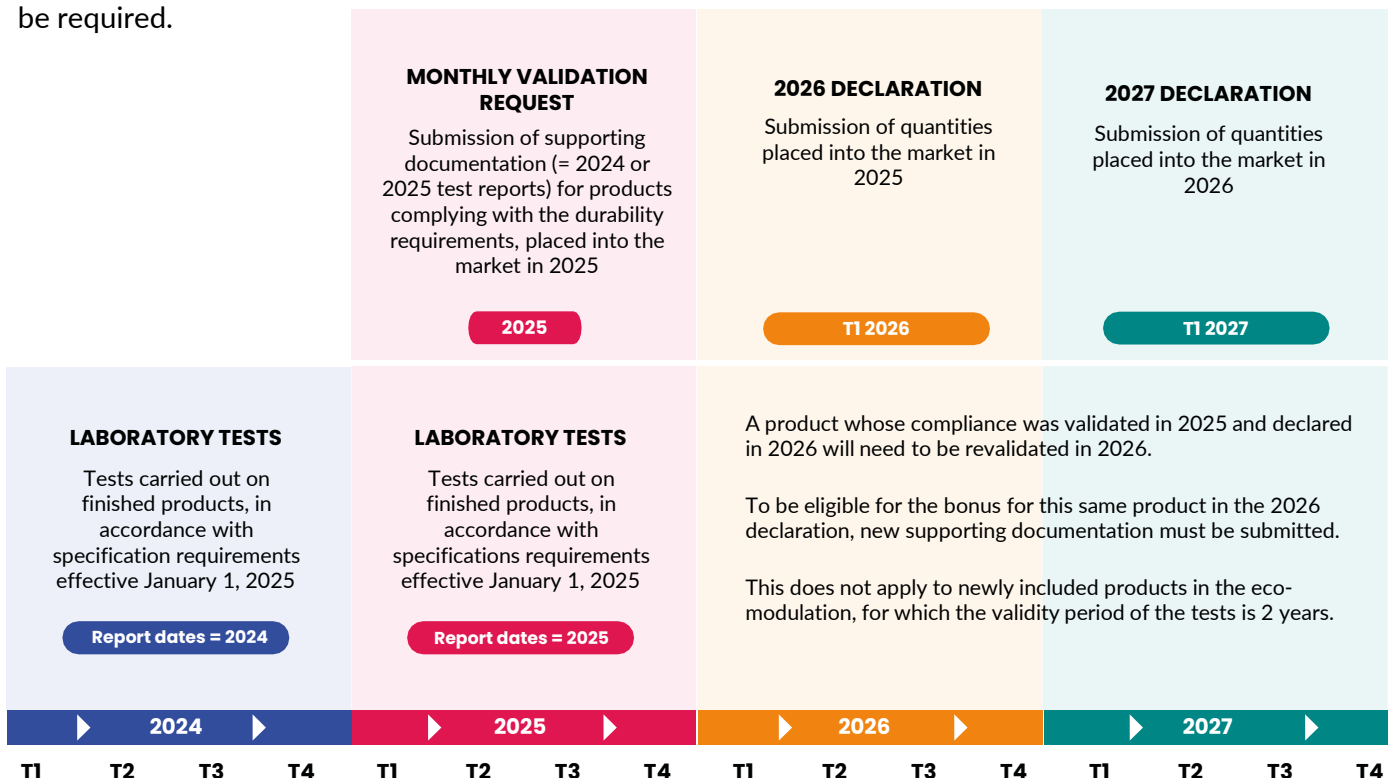 be required.
MONTHLY VALIDATION
REQUEST
Submission of supporting
documentation (= 2024 or
2025 test reports) for products
complying with the durability
requirements, placed into the
market in 2025
2025
2026 DECLARATION
Submission of quantities
placed into the market in
2025
T1 2026
2027 DECLARATION
Submission of quantities
placed into the market in
2026
T1 2027
LABORATORY TESTS
Tests carried out on
finished products, in
accordance with
specification requirements
effective January 1, 2025
Report dates = 2024
LABORATORY TESTS
Tests carried out on
finished products, in
accordance with
specifications requirements
effective January 1, 2025
Report dates = 2025
A product whose compliance was validated in 2025 and declared
in 2026 will need to be revalidated in 2026.
To be eligible for the bonus for this same product in the 2026
declaration, new supporting documentation must be submitted.
This does not apply to newly included products in the eco-
modulation, for which the validity period of the tests is 2 years.
2024 2025 2026 2027
T1 T2 T3 T4 T1 T2 T3 T4 T1 T2 T3 T4 T1 T2 T3 T4